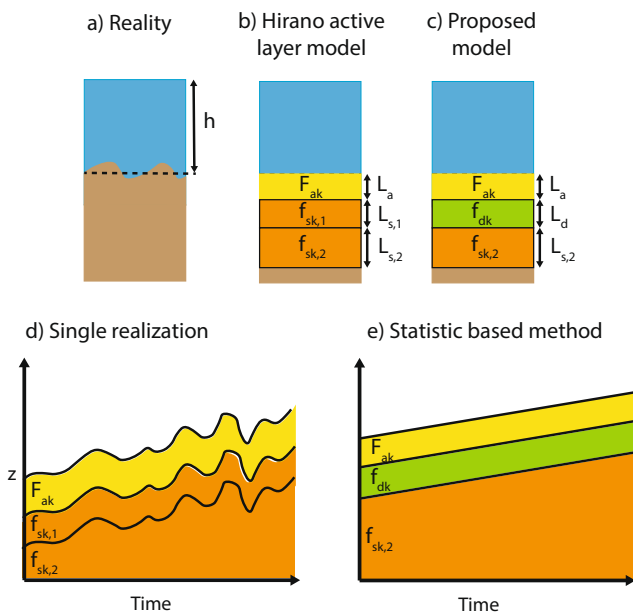 a) Reality
b) Hirano active
layer model
c) Proposed
model
h
F_ak
L_a
f_sk,1
L_s,1
f_sk,2
L_s,2
F_ak
L_a
f_dk
L_d
f_sk,2
L_s,2
d) Single realization
z
F_ak
f_sk,1
f_sk,2
Time
e) Statistic based method
F_ak
f_dk
f_sk,2
Time